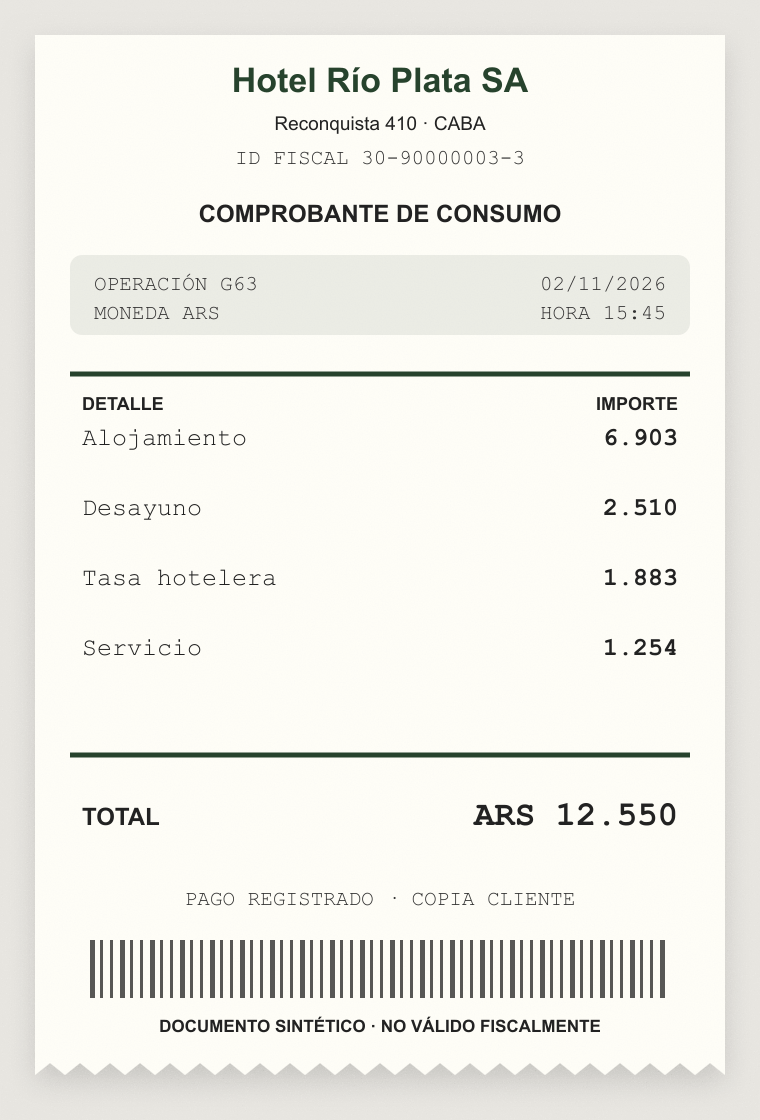 Hotel Río Plata SA
Reconquista 410 · CABA
ID FISCAL 30-90000003-3
COMPROBANTE DE CONSUMO
OPERACIÓN G63 02/11/2026
MONEDA ARS HORA 15:45
DETALLE IMPORTE
Alojamiento 6.903
Desayuno 2.510
Tasa hotelera 1.883
Servicio 1.254
TOTAL ARS 12.550
PAGO REGISTRADO · COPIA CLIENTE
DOCUMENTO SINTÉTICO · NO VÁLIDO FISCALMENTE